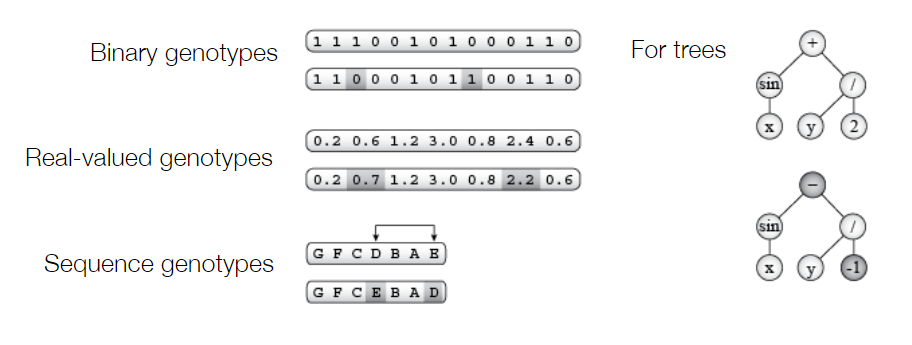 Binary genotypes
1 1 1 0 0 1 0 1 0 0 0 1 1 0
1 1 0 0 0 1 0 1 1 0 0 1 1 0
Real-valued genotypes
0.2 0.6 1.2 3.0 0.8 2.4 0.6
0.2 0.7 1.2 3.0 0.8 2.2 0.6
Sequence genotypes
G F C D B A E
G F C E B A D
For trees
+
sin /
x y 2
−
sin /
x y -1